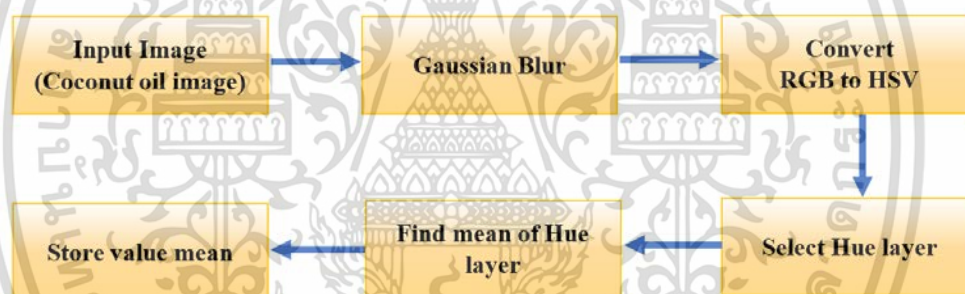 Input Image
(Coconut oil image)
Gaussian Blur
Convert
RGB to HSV
Select Hue layer
Find mean of Hue
layer
Store value mean